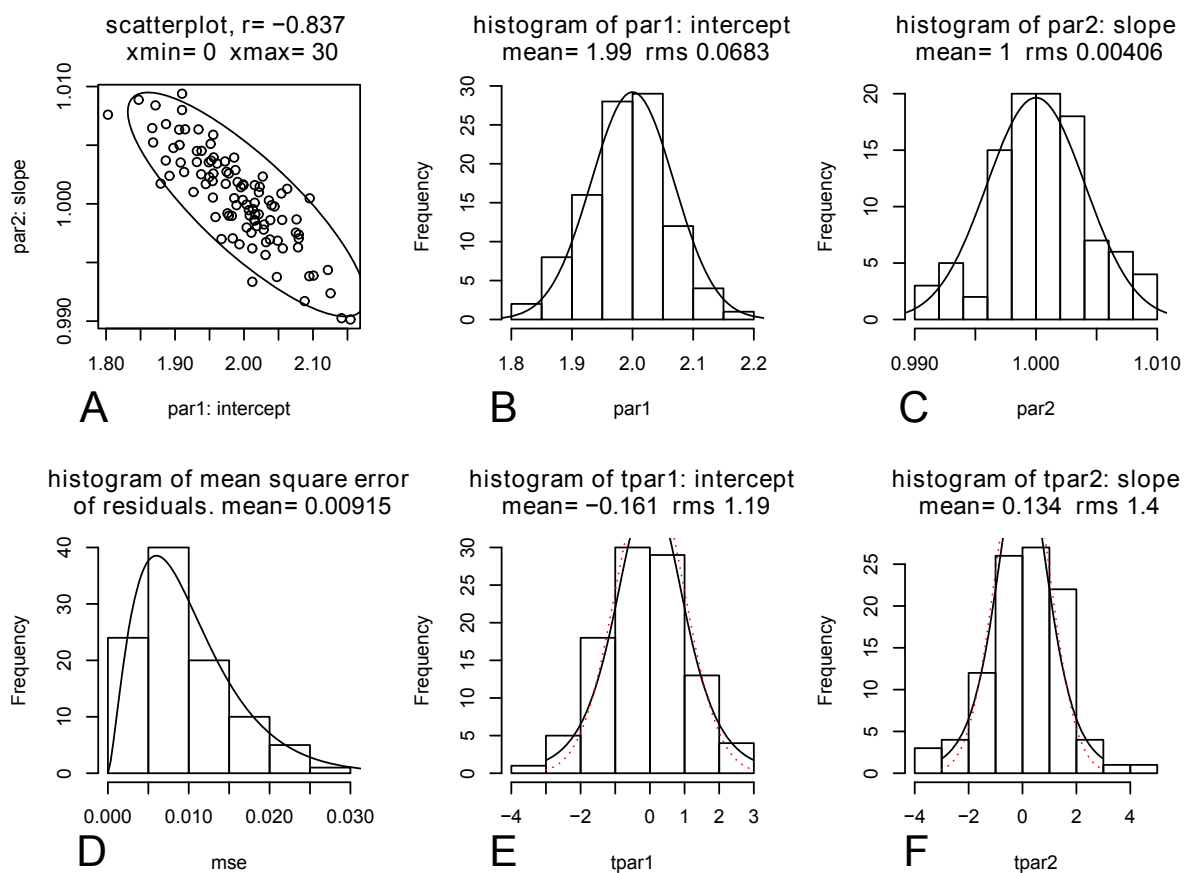 scatterplot, r= −0.837
xmin= 0 xmax= 30
par2: slope
0.990 1.000 1.010
1.80 1.90 2.00 2.10
A par1: intercept
histogram of par1: intercept
mean= 1.99 rms 0.0683
Frequency
0 5 10 15 20 25 30
1.8 1.9 2.0 2.1 2.2
B par1
histogram of par2: slope
mean= 1 rms 0.00406
Frequency
0 5 10 15 20
0.990 1.000 1.010
C par2
histogram of mean square error
of residuals. mean= 0.00915
Frequency
0 10 20 30 40
0.000 0.010 0.020 0.030
D mse
histogram of tpar1: intercept
mean= −0.161 rms 1.19
Frequency
0 5 10 15 20 25 30
−4 −2 0 1 2 3
E tpar1
histogram of tpar2: slope
mean= 0.134 rms 1.4
Frequency
0 5 10 15 20 25
−4 −2 0 2 4
F tpar2